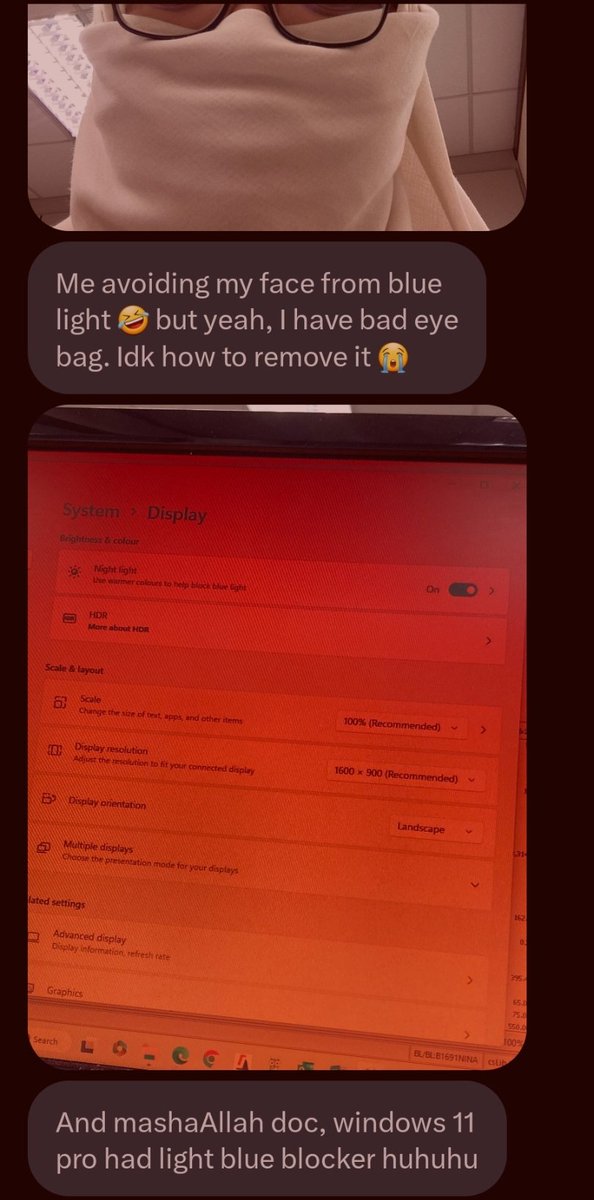 Me avoiding my face from blue
light 🤣 but yeah, I have bad eye
bag. Idk how to remove it 😭
System > Display
Brightness & colour
Night light
Use warmer colours to help block blue light
On
HDR
More about HDR
Scale & layout
Scale
Change the size of text, apps, and other items
100% (Recommended)
Display resolution
Adjust the resolution to fit your connected display
1600 × 900 (Recommended)
Display orientation
Landscape
Multiple displays
Choose the presentation mode for your displays
lated settings
Advanced display
Display information, refresh rate
Graphics
Search
BL/BL:B1691NINA
100%
And mashaAllah doc, windows 11
pro had light blue blocker huhuhu